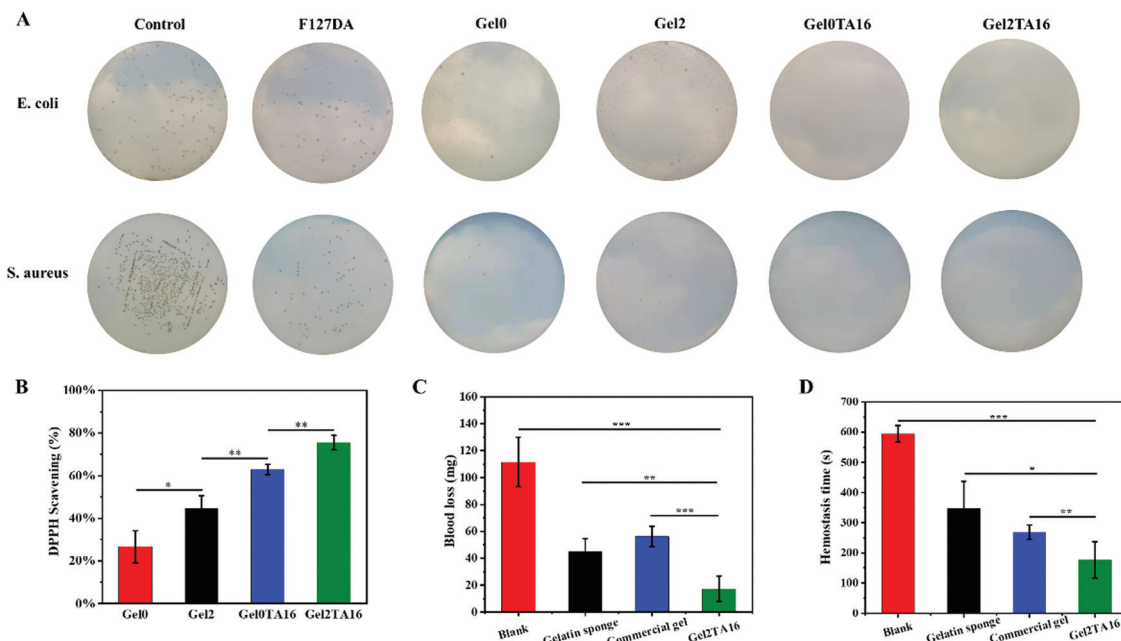 A
Control F127DA Gel0 Gel2 Gel0TA16 Gel2TA16
E. coli
S. aureus
B
100%
80%
60%
40%
20%
0%
DPPH Scavening (%)
* ** **
Gel0 Gel2 Gel0TA16 Gel2TA16
C
160
140
120
100
80
60
40
20
0
Blood loss (mg)
***
**
***
Blank Gelatin sponge Commercial gel Gel2TA16
D
700
600
500
400
300
200
100
0
Hemostasis time (s)
***
*
**
Blank Gelatin sponge Commercial gel Gel2TA16